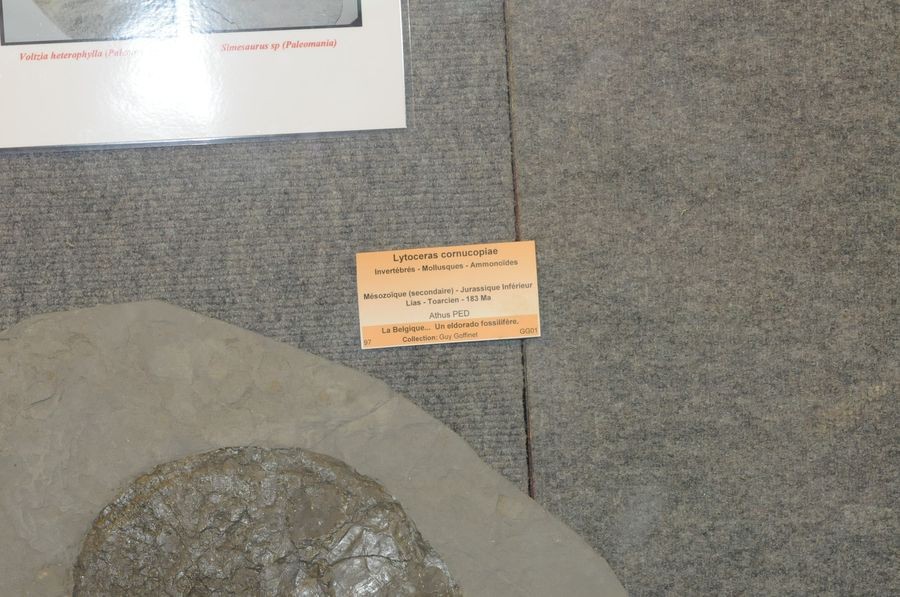 Voltzia heterophylla
Simesaurus sp (Paleomania)
Lytoceras cornucopiae
Invertébrés - Mollusques - Ammonoïdes
Mésozoïque (secondaire) - Jurassique Inférieur
Lias - Toarcien - 183 Ma
Athus PED
La Belgique... Un eldorado fossilifère.
97 Collection: Guy Goffinet GG01